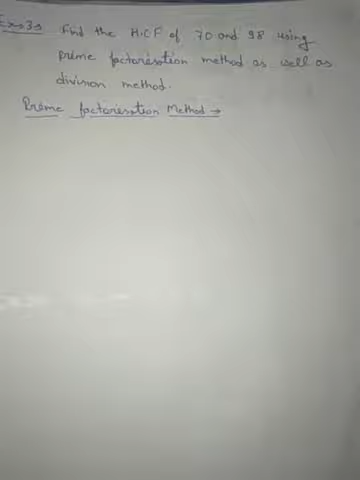 Ex→3→ Find the H.C.F of 70 and 98 using
prime factorisation method as well as
division method.
Prime factorisation Method →